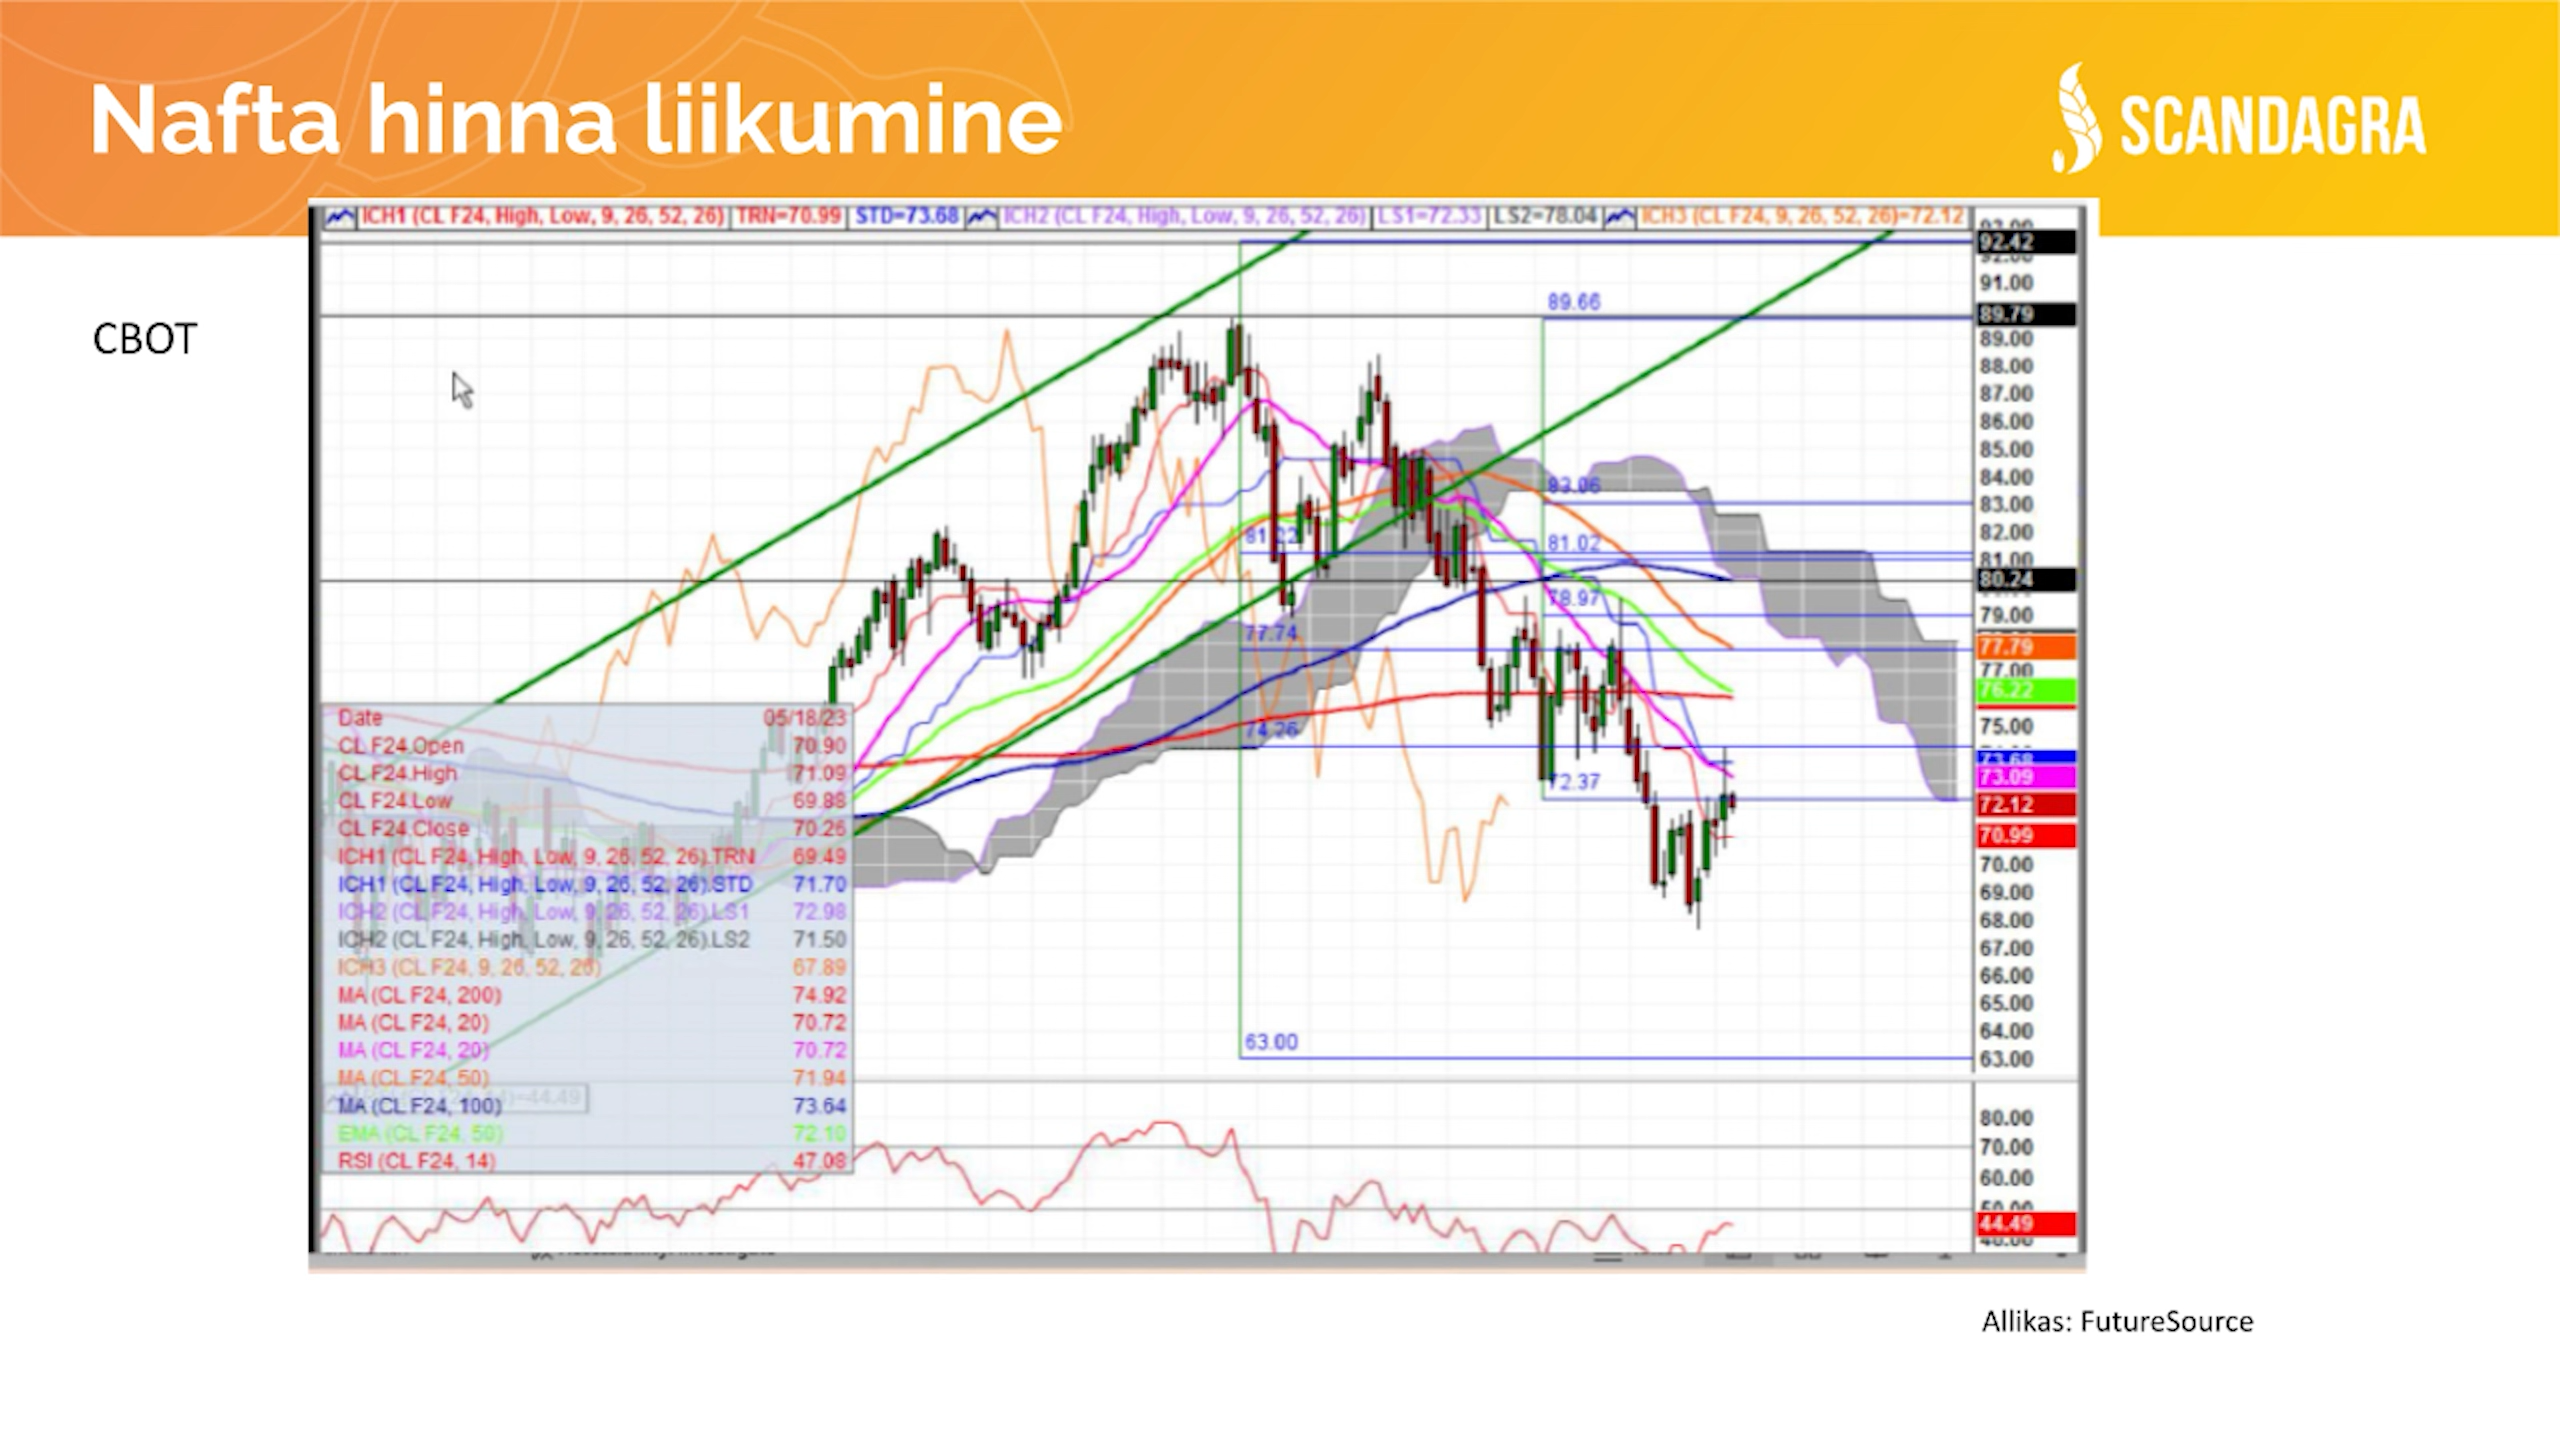 Nafta hinna liikumine
SCANDAGRA
CBOT
ICH1 (CL F24, High, Low, 9, 26, 52, 26) TRN=70.99 STD=73.68 ICH2 (CL F24, High, Low, 9, 26, 52, 26) LS1=72.33 LS2=78.04 ICH3 (CL F24, 9, 26, 52, 26)=72.12
92.42
91.00
89.79
89.00
88.00
87.00
86.00
85.00
84.00
83.00
82.00
81.00
80.24
79.00
77.79
77.00
76.22
75.00
73.68
73.09
72.12
70.99
70.00
69.00
68.00
67.00
66.00
65.00
64.00
63.00
89.66
83.06
81.22
81.02
78.97
77.74
74.26
72.37
63.00
Date 05/18/23
CL F24.Open 70.90
CL F24.High 71.09
CL F24.Low 69.88
CL F24.Close 70.26
ICH1 (CL F24, High, Low, 9, 26, 52, 26).TRN 69.49
ICH1 (CL F24, High, Low, 9, 26, 52, 26).STD 71.70
ICH2 (CL F24, High, Low, 9, 26, 52, 26).LS1 72.98
ICH2 (CL F24, High, Low, 9, 26, 52, 26).LS2 71.50
ICH3 (CL F24, 9, 26, 52, 26) 67.89
MA (CL F24, 200) 74.92
MA (CL F24, 20) 70.72
MA (CL F24, 20) 70.72
MA (CL F24, 50) 71.94
MA (CL F24, 100) 73.64
EMA (CL F24, 50) 72.10
RSI (CL F24, 14) 47.08
80.00
70.00
60.00
50.00
44.49
40.00
Allikas: FutureSource